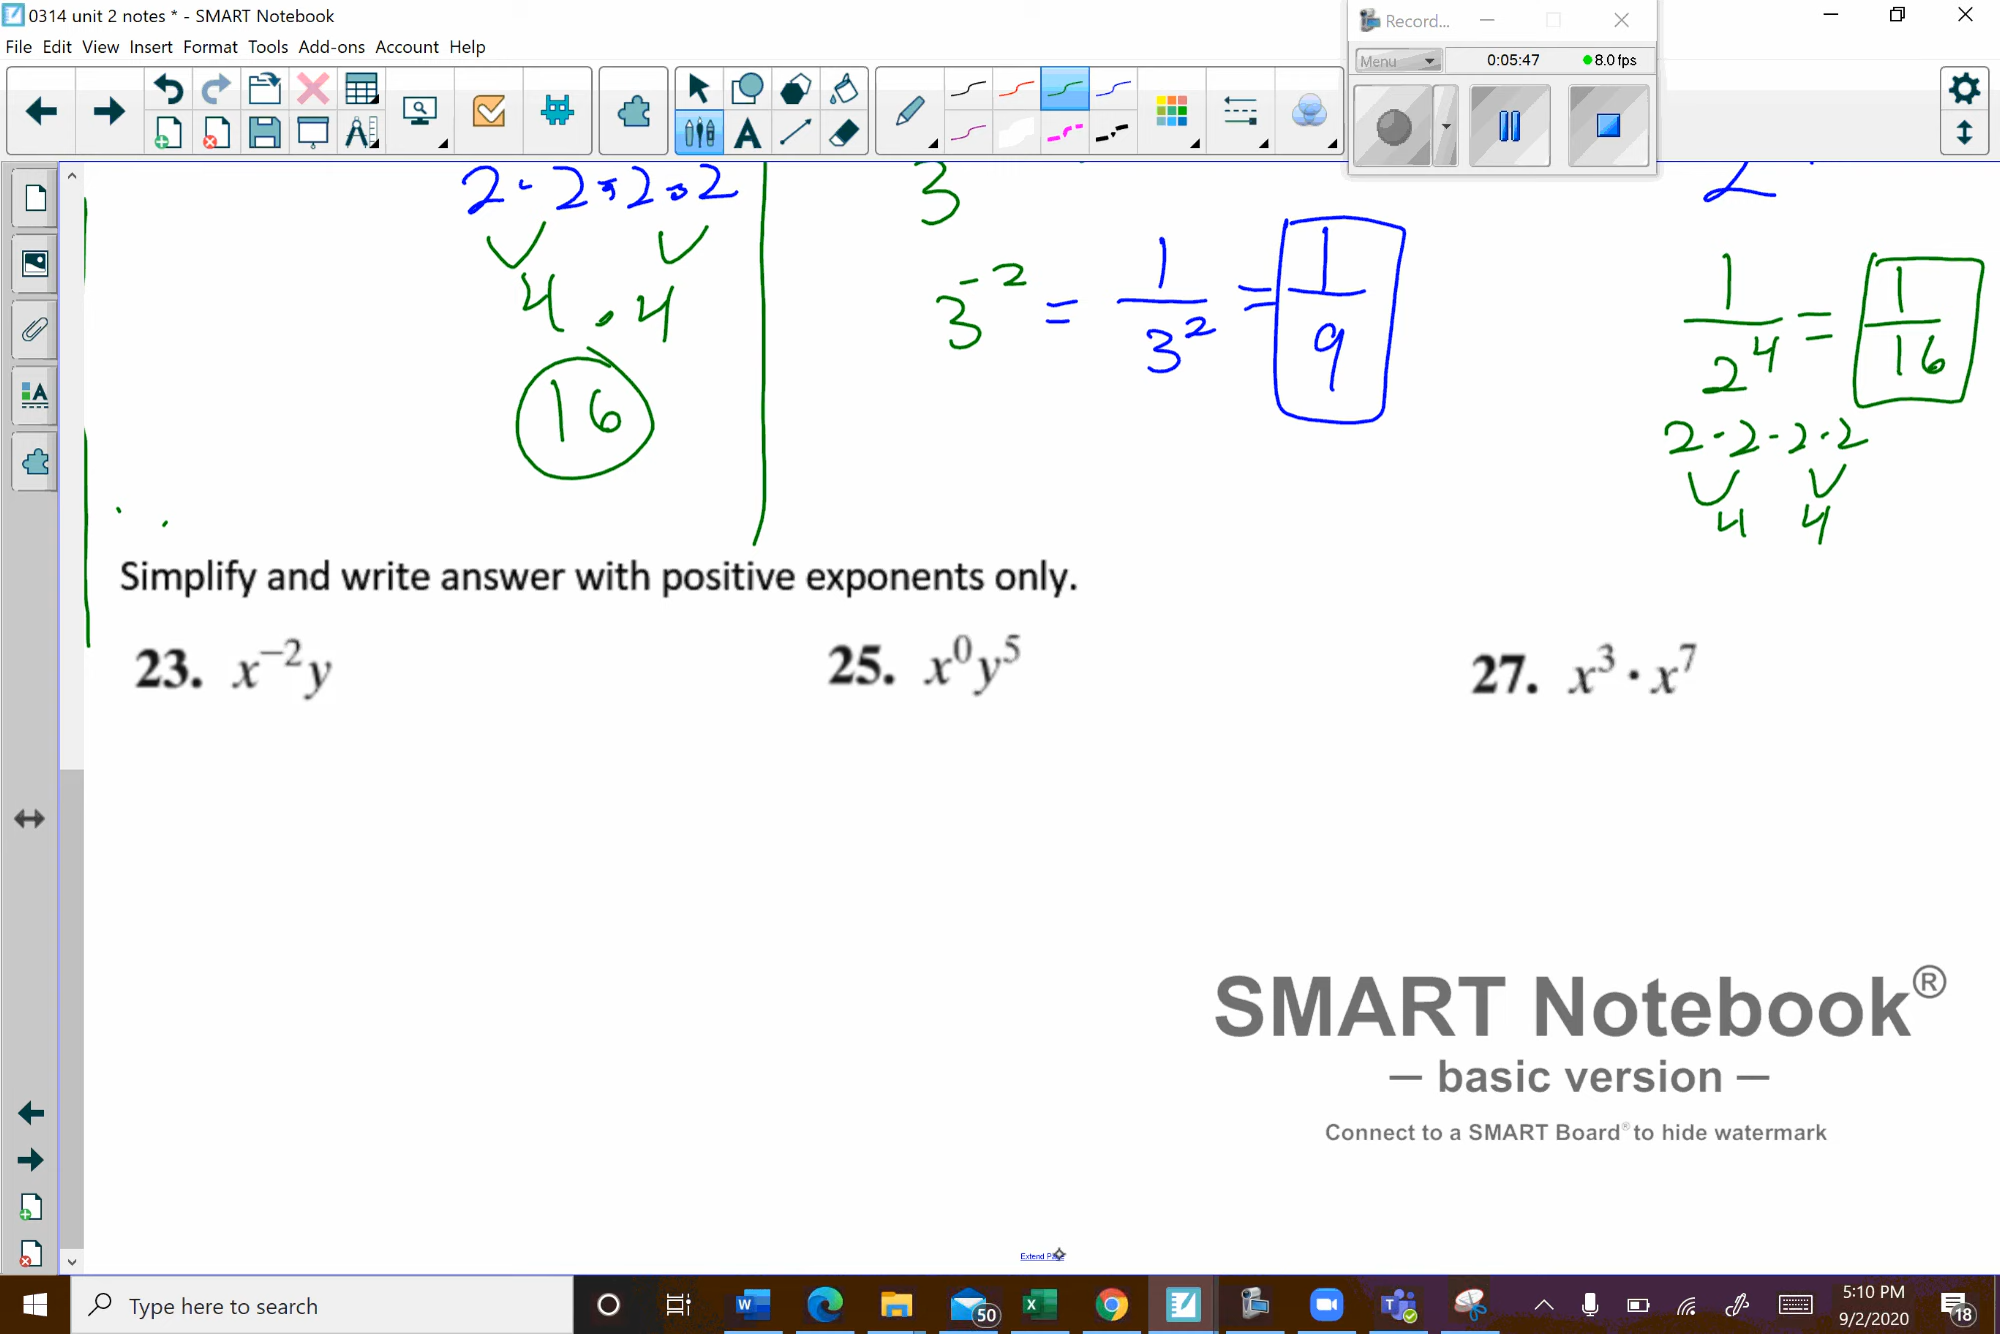 0314 unit 2 notes * - SMART Notebook
Record...
File Edit View Insert Format Tools Add-ons Account Help
Menu 0:05:47 8.0 fps
2 · 2 · 2 · 2
4 · 4
16
3
3⁻² = 1/3² = 1/9
2
1/2⁴ = 1/16
2 · 2 · 2 · 2
4 4
Simplify and write answer with positive exponents only.
23. x⁻²y
25. x⁰y⁵
27. x³ · x⁷
SMART Notebook®
— basic version —
Connect to a SMART Board® to hide watermark
Extend Page
Type here to search
50
5:10 PM
9/2/2020
18